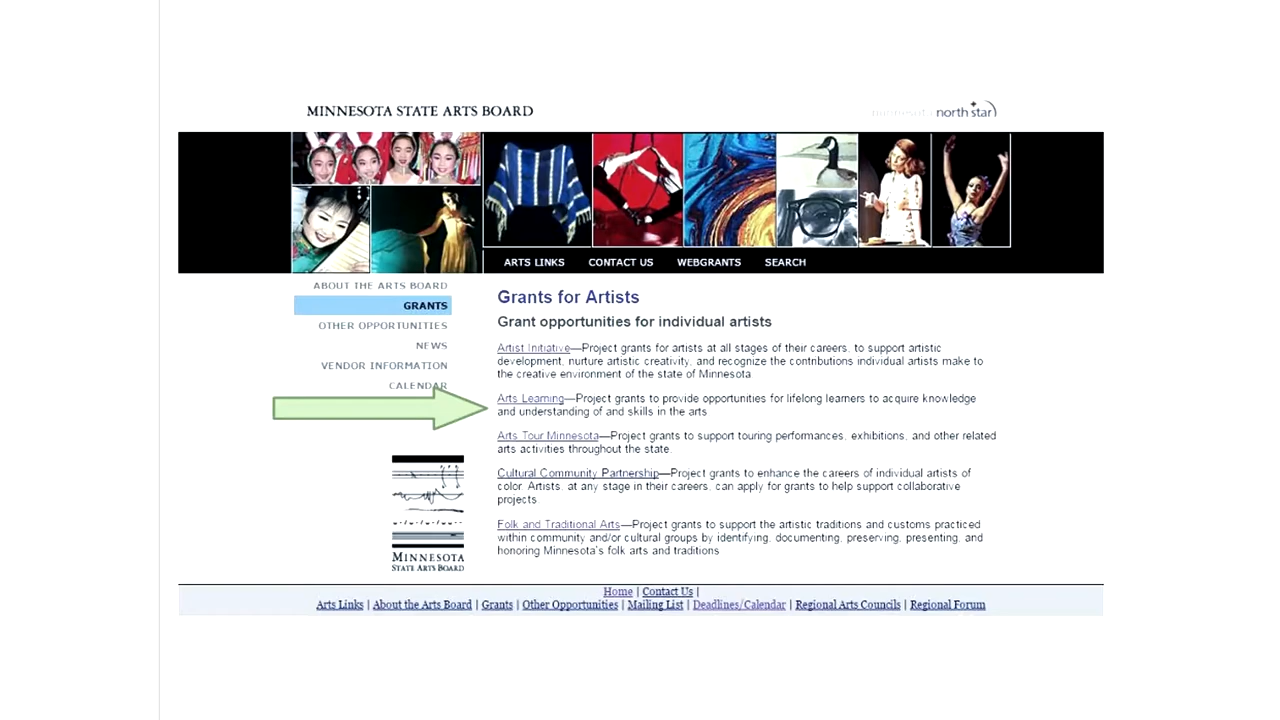 MINNESOTA STATE ARTS BOARD
minnesota north star
ARTS LINKS CONTACT US WEBGRANTS SEARCH
ABOUT THE ARTS BOARD
GRANTS
OTHER OPPORTUNITIES
NEWS
VENDOR INFORMATION
CALENDAR
Grants for Artists
Grant opportunities for individual artists
Artist Initiative—Project grants for artists at all stages of their careers, to support artistic
development, nurture artistic creativity, and recognize the contributions individual artists make to
the creative environment of the state of Minnesota
Arts Learning—Project grants to provide opportunities for lifelong learners to acquire knowledge
and understanding of and skills in the arts
Arts Tour Minnesota—Project grants to support touring performances, exhibitions, and other related
arts activities throughout the state.
Cultural Community Partnership—Project grants to enhance the careers of individual artists of
color. Artists, at any stage in their careers, can apply for grants to help support collaborative
projects.
Folk and Traditional Arts—Project grants to support the artistic traditions and customs practiced
within community and/or cultural groups by identifying, documenting, preserving, presenting, and
honoring Minnesota's folk arts and traditions
MINNESOTA
STATE ARTS BOARD
Home | Contact Us |
Arts Links | About the Arts Board | Grants | Other Opportunities | Mailing List | Deadlines/Calendar | Regional Arts Councils | Regional Forum